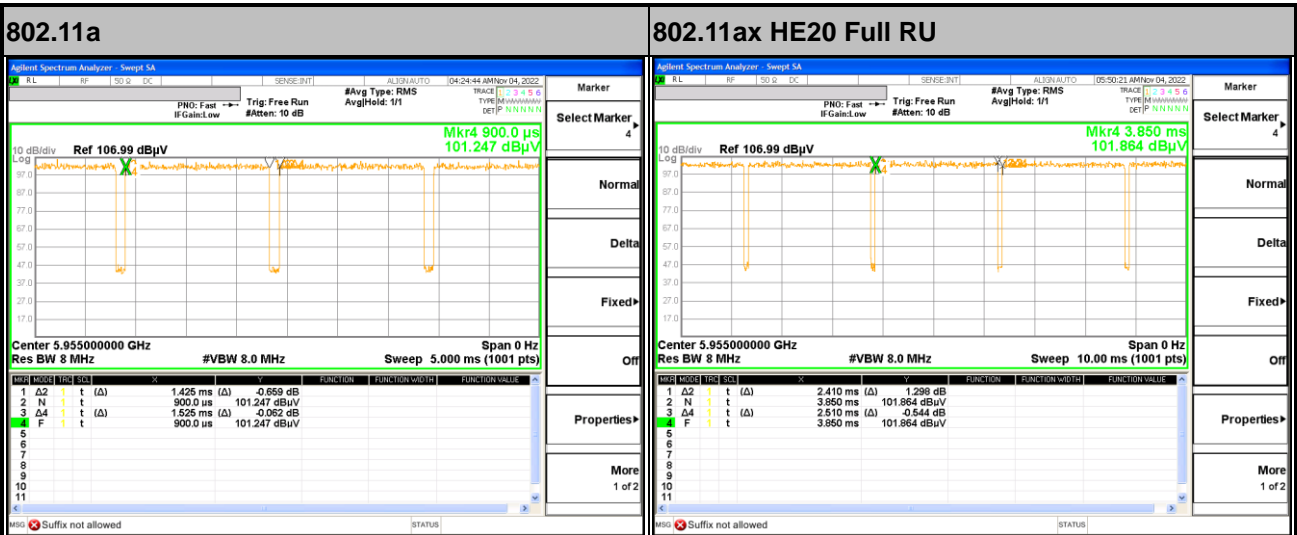 802.11a
Agilent Spectrum Analyzer - Swept SA
RL RF 50 Ω DC SENSE:INT ALIGNAUTO 04:24:44 AM Nov 04, 2022
#Avg Type: RMS TRACE 1 2 3 4 5 6
PNO: Fast Trig: Free Run Avg|Hold: 1/1 TYPE M
IFGain:Low #Atten: 10 dB DET P N N N N N
Mkr4 900.0 µs
101.247 dBµV
10 dB/div Ref 106.99 dBµV
Log
97.0
87.0
77.0
67.0
57.0
47.0
37.0
27.0
17.0
Center 5.955000000 GHz Span 0 Hz
Res BW 8 MHz #VBW 8.0 MHz Sweep 5.000 ms (1001 pts)
MKR MODE TRC SCL X Y FUNCTION FUNCTION WIDTH FUNCTION VALUE
1 Δ2 1 t (Δ) 1.425 ms (Δ) -0.659 dB
2 N 1 t 900.0 µs 101.247 dBµV
3 Δ4 1 t (Δ) 1.525 ms (Δ) -0.062 dB
4 F 1 t 900.0 µs 101.247 dBµV
5
6
7
8
9
10
11
MSG Suffix not allowed STATUS
Marker
Select Marker
4
Normal
Delta
Fixed
Off
Properties
More
1 of 2
802.11ax HE20 Full RU
Agilent Spectrum Analyzer - Swept SA
RL RF 50 Ω DC SENSE:INT ALIGNAUTO 05:50:21 AM Nov 04, 2022
#Avg Type: RMS TRACE 1 2 3 4 5 6
PNO: Fast Trig: Free Run Avg|Hold: 1/1 TYPE M
IFGain:Low #Atten: 10 dB DET P N N N N N
Mkr4 3.850 ms
101.864 dBµV
10 dB/div Ref 106.99 dBµV
Log
97.0
87.0
77.0
67.0
57.0
47.0
37.0
27.0
17.0
Center 5.955000000 GHz Span 0 Hz
Res BW 8 MHz #VBW 8.0 MHz Sweep 10.00 ms (1001 pts)
MKR MODE TRC SCL X Y FUNCTION FUNCTION WIDTH FUNCTION VALUE
1 Δ2 1 t (Δ) 2.410 ms (Δ) 1.298 dB
2 N 1 t 3.850 ms 101.864 dBµV
3 Δ4 1 t (Δ) 2.510 ms (Δ) -0.544 dB
4 F 1 t 3.850 ms 101.864 dBµV
5
6
7
8
9
10
11
MSG Suffix not allowed STATUS
Marker
Select Marker
4
Normal
Delta
Fixed
Off
Properties
More
1 of 2